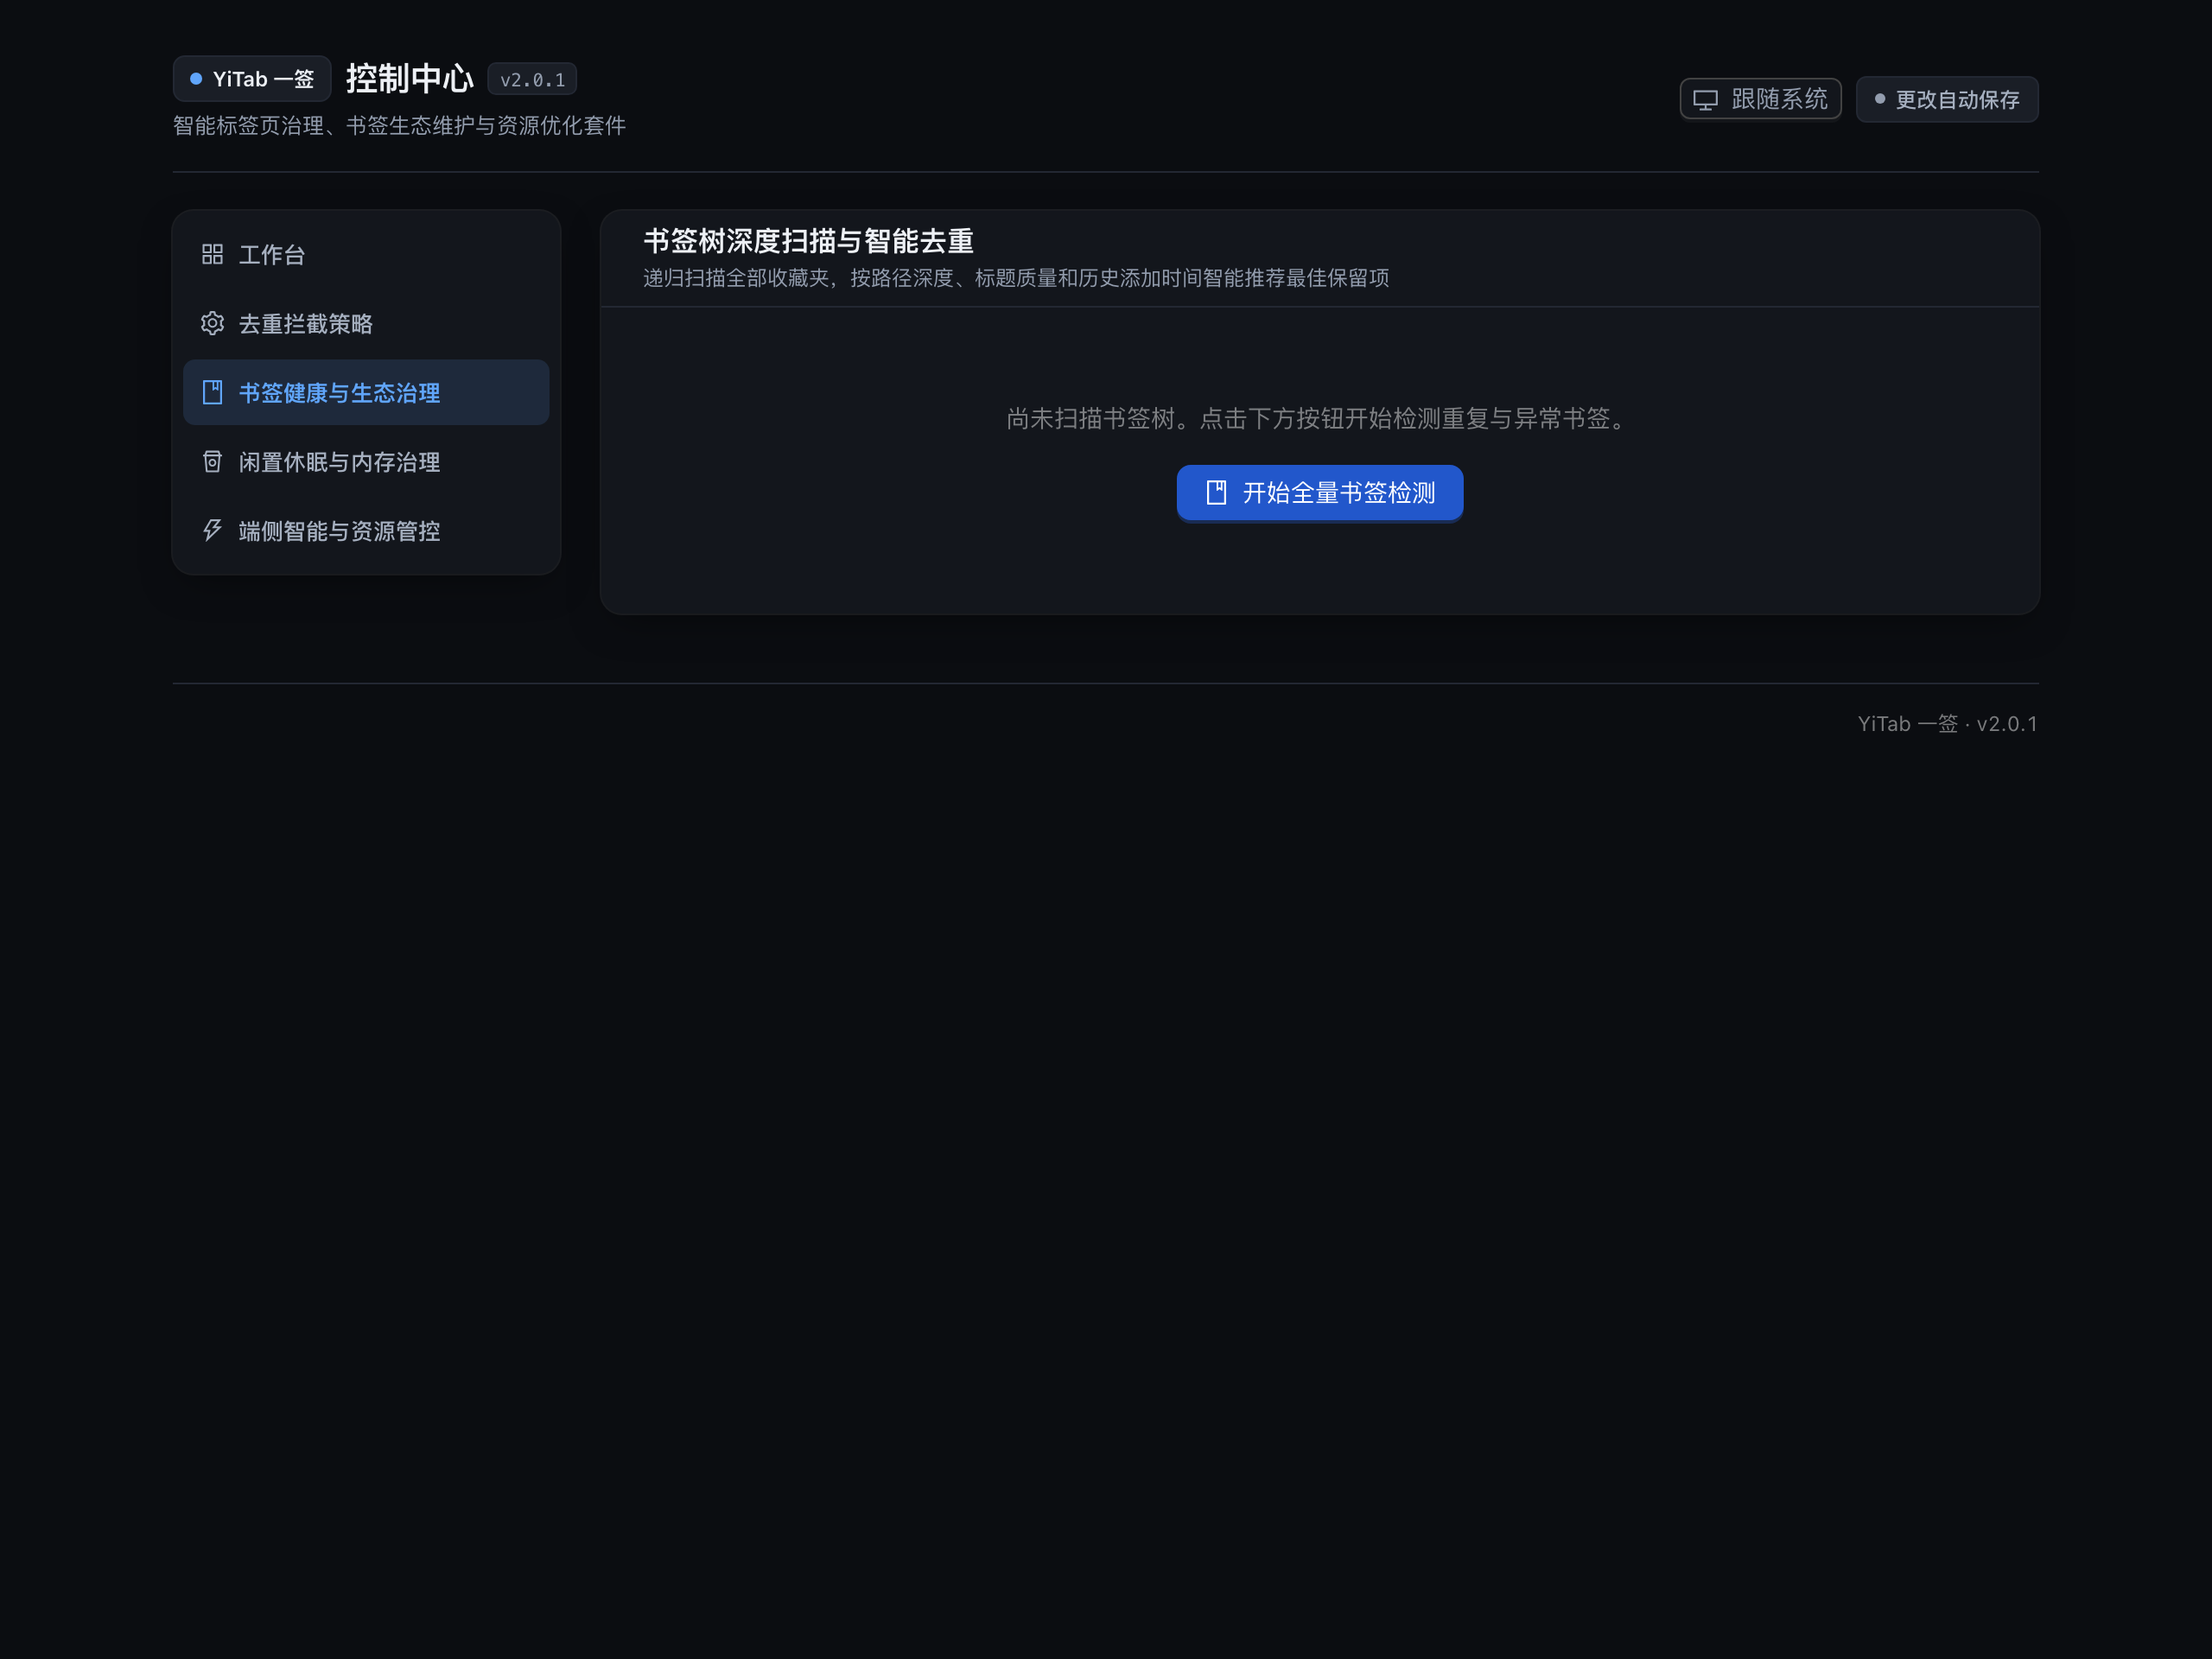 YiTab 一签
控制中心
v2.0.1
智能标签页治理、书签生态维护与资源优化套件
跟随系统
更改自动保存
工作台
去重拦截策略
书签健康与生态治理
闲置休眠与内存治理
端侧智能与资源管控
书签树深度扫描与智能去重
递归扫描全部收藏夹，按路径深度、标题质量和历史添加时间智能推荐最佳保留项
尚未扫描书签树。点击下方按钮开始检测重复与异常书签。
开始全量书签检测
YiTab 一签 · v2.0.1